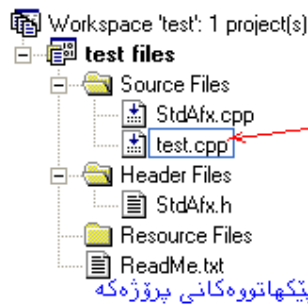 Workspace 'test': 1 project(s)
test files
Source Files
StdAfx.cpp
test.cpp
Header Files
StdAfx.h
Resource Files
ReadMe.txt
پێکهاتووەکانی پرۆژەکە